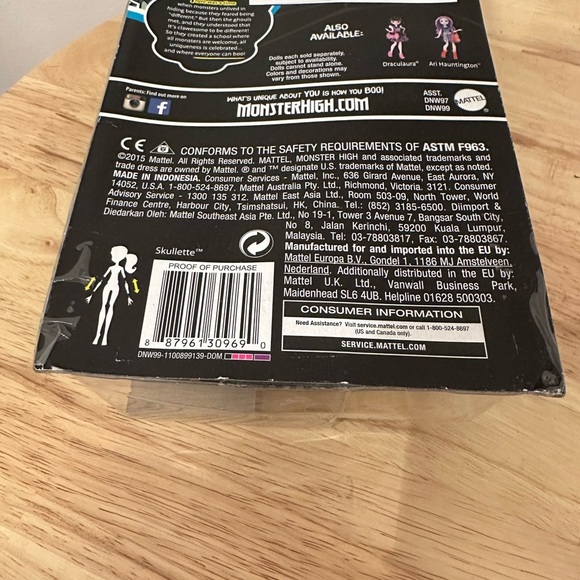 when monsters unlived in
hiding because they feared being
"different." But then the ghouls
met, and they understood that
it's clawesome to be different!
So they created a school where
all monsters are welcome, all
uniqueness is celebrated...
and where everyone can boo!
ALSO
AVAILABLE:
Dolls each sold separately,
subject to availability.
Dolls cannot stand alone.
Colors and decorations may
vary from those shown.
Draculaura®
Ari Hauntington®
Parents: Find out more on
WHAT'S UNIQUE ABOUT YOU IS HOW YOU BOO!
MONSTERHIGH.COM
ASST.
DNW97
DNW99
MATTEL
CE CONFORMS TO THE SAFETY REQUIREMENTS OF ASTM F963.
©2015 Mattel. All Rights Reserved. MATTEL, MONSTER HIGH and associated trademarks and
trade dress are owned by Mattel. ® and ™ designate U.S. trademarks of Mattel, except as noted.
MADE IN INDONESIA. Consumer Services - Mattel, Inc., 636 Girard Avenue, East Aurora, NY
14052, U.S.A. 1-800-524-8697. Mattel Australia Pty. Ltd., Richmond, Victoria. 3121. Consumer
Advisory Service - 1300 135 312. Mattel East Asia Ltd., Room 503-09, North Tower, World
Finance Centre, Harbour City, Tsimshatsui, HK, China. Tel.: (852) 3185-6500. Diimport &
Diedarkan Oleh: Mattel Southeast Asia Pte. Ltd., No 19-1, Tower 3 Avenue 7, Bangsar South City,
No 8, Jalan Kerinchi, 59200 Kuala Lumpur,
Malaysia. Tel: 03-78803817, Fax: 03-78803867.
Manufactured for and imported into the EU by:
Mattel Europa B.V., Gondel 1, 1186 MJ Amstelveen,
Nederland. Additionally distributed in the EU by:
Mattel U.K. Ltd., Vanwall Business Park,
Maidenhead SL6 4UB. Helpline 01628 500303.
Skullette™
PROOF OF PURCHASE
8 87961 30969 0
DNW99-1100899139-DOM
CONSUMER INFORMATION
Need Assistance? Visit service.mattel.com or call 1-800-524-8697
(US and Canada only).
SERVICE.MATTEL.COM